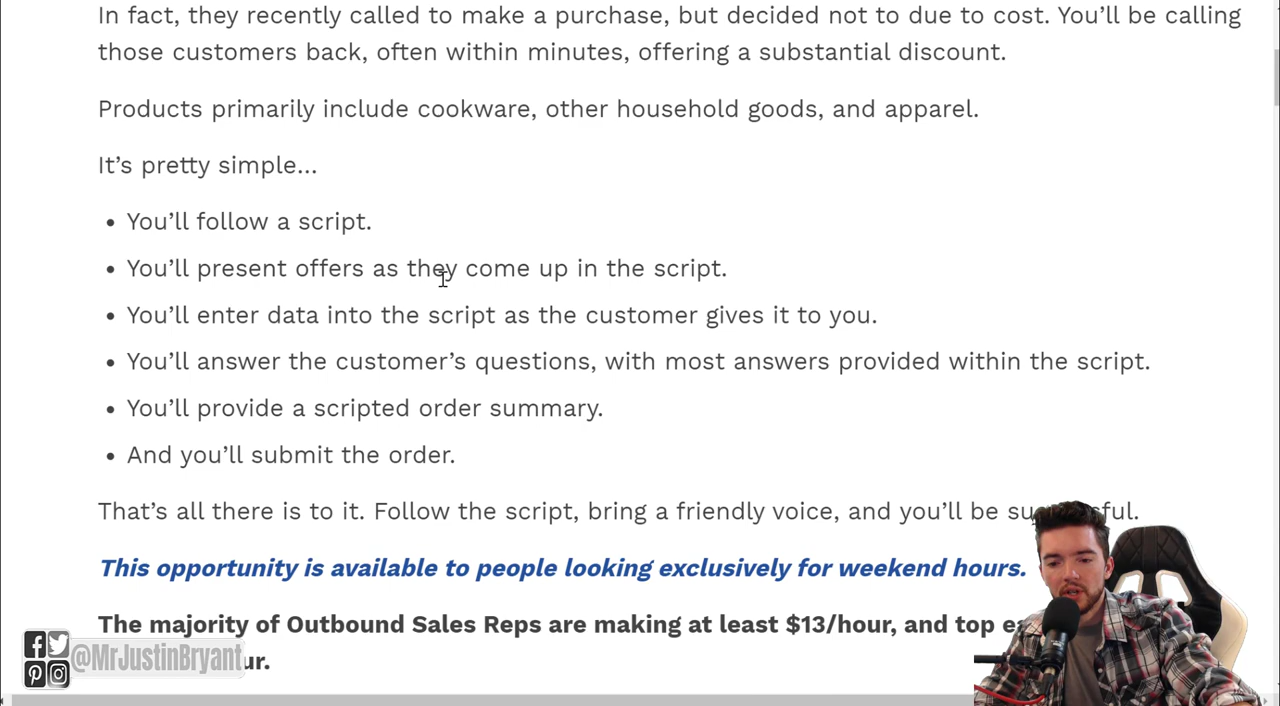 In fact, they recently called to make a purchase, but decided not to due to cost. You’ll be calling
those customers back, often within minutes, offering a substantial discount.
Products primarily include cookware, other household goods, and apparel.
It’s pretty simple…
• You’ll follow a script.
• You’ll present offers as they come up in the script.
• You’ll enter data into the script as the customer gives it to you.
• You’ll answer the customer’s questions, with most answers provided within the script.
• You’ll provide a scripted order summary.
• And you’ll submit the order.
That’s all there is to it. Follow the script, bring a friendly voice, and you’ll be
This opportunity is available to people looking exclusively for weekend hours.
The majority of Outbound Sales Reps are making at least $13/hour, and top
@MrJustinBryant